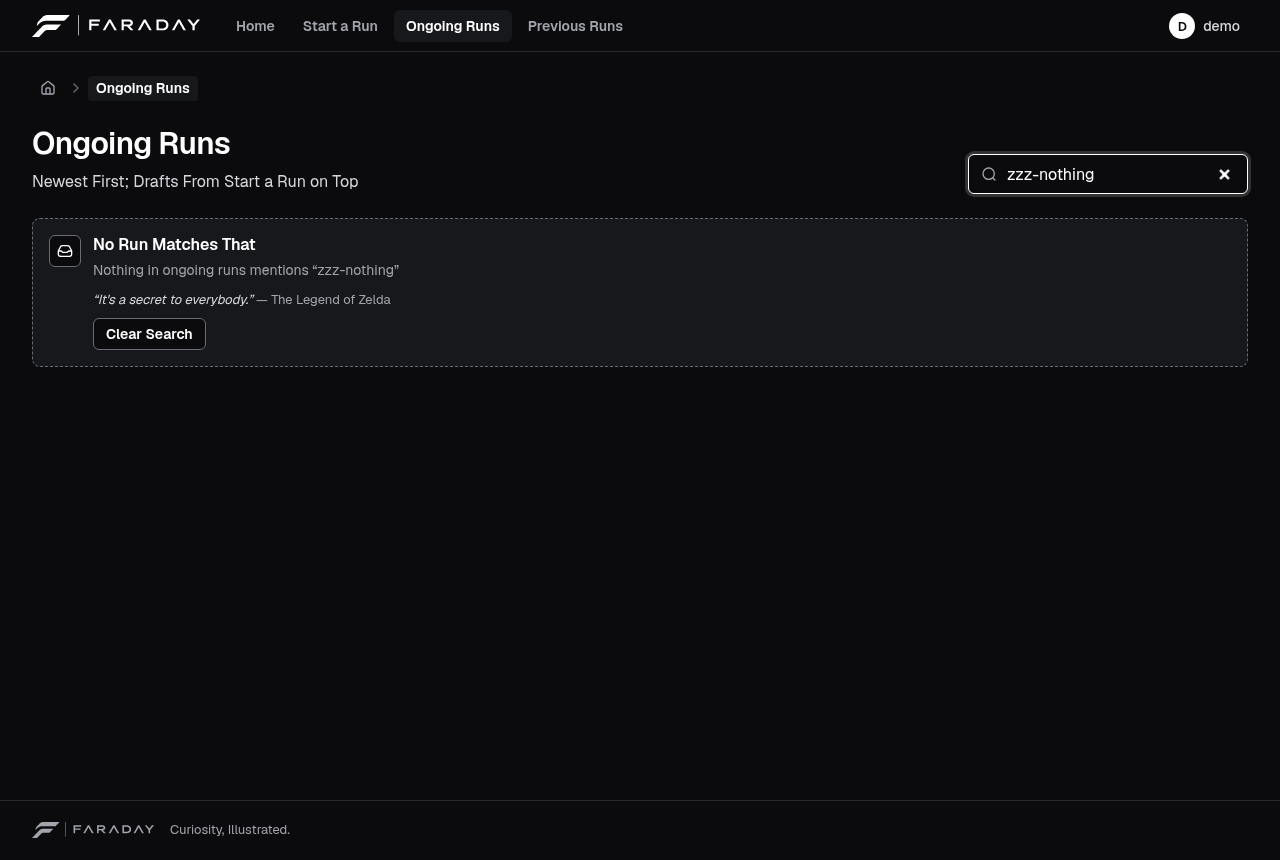 FARADAY Home Start a Run Ongoing Runs Previous Runs D demo
Ongoing Runs
Ongoing Runs
Newest First; Drafts From Start a Run on Top
zzz-nothing
No Run Matches That
Nothing in ongoing runs mentions “zzz-nothing”
“It's a secret to everybody.” — The Legend of Zelda
Clear Search
FARADAY Curiosity, Illustrated.